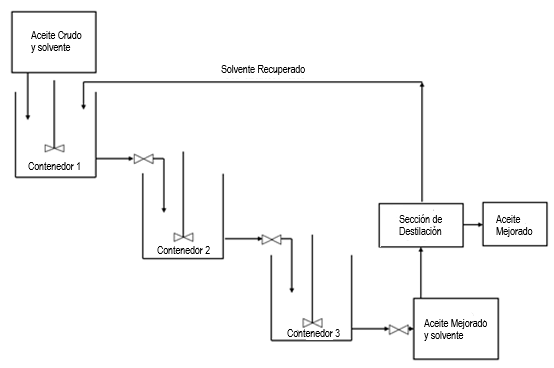 Aceite Crudo
y solvente
Solvente Recuperado
Contenedor 1
Contenedor 2
Sección de
Destilación
Aceite
Mejorado
Contenedor 3
Aceite Mejorado
y solvente